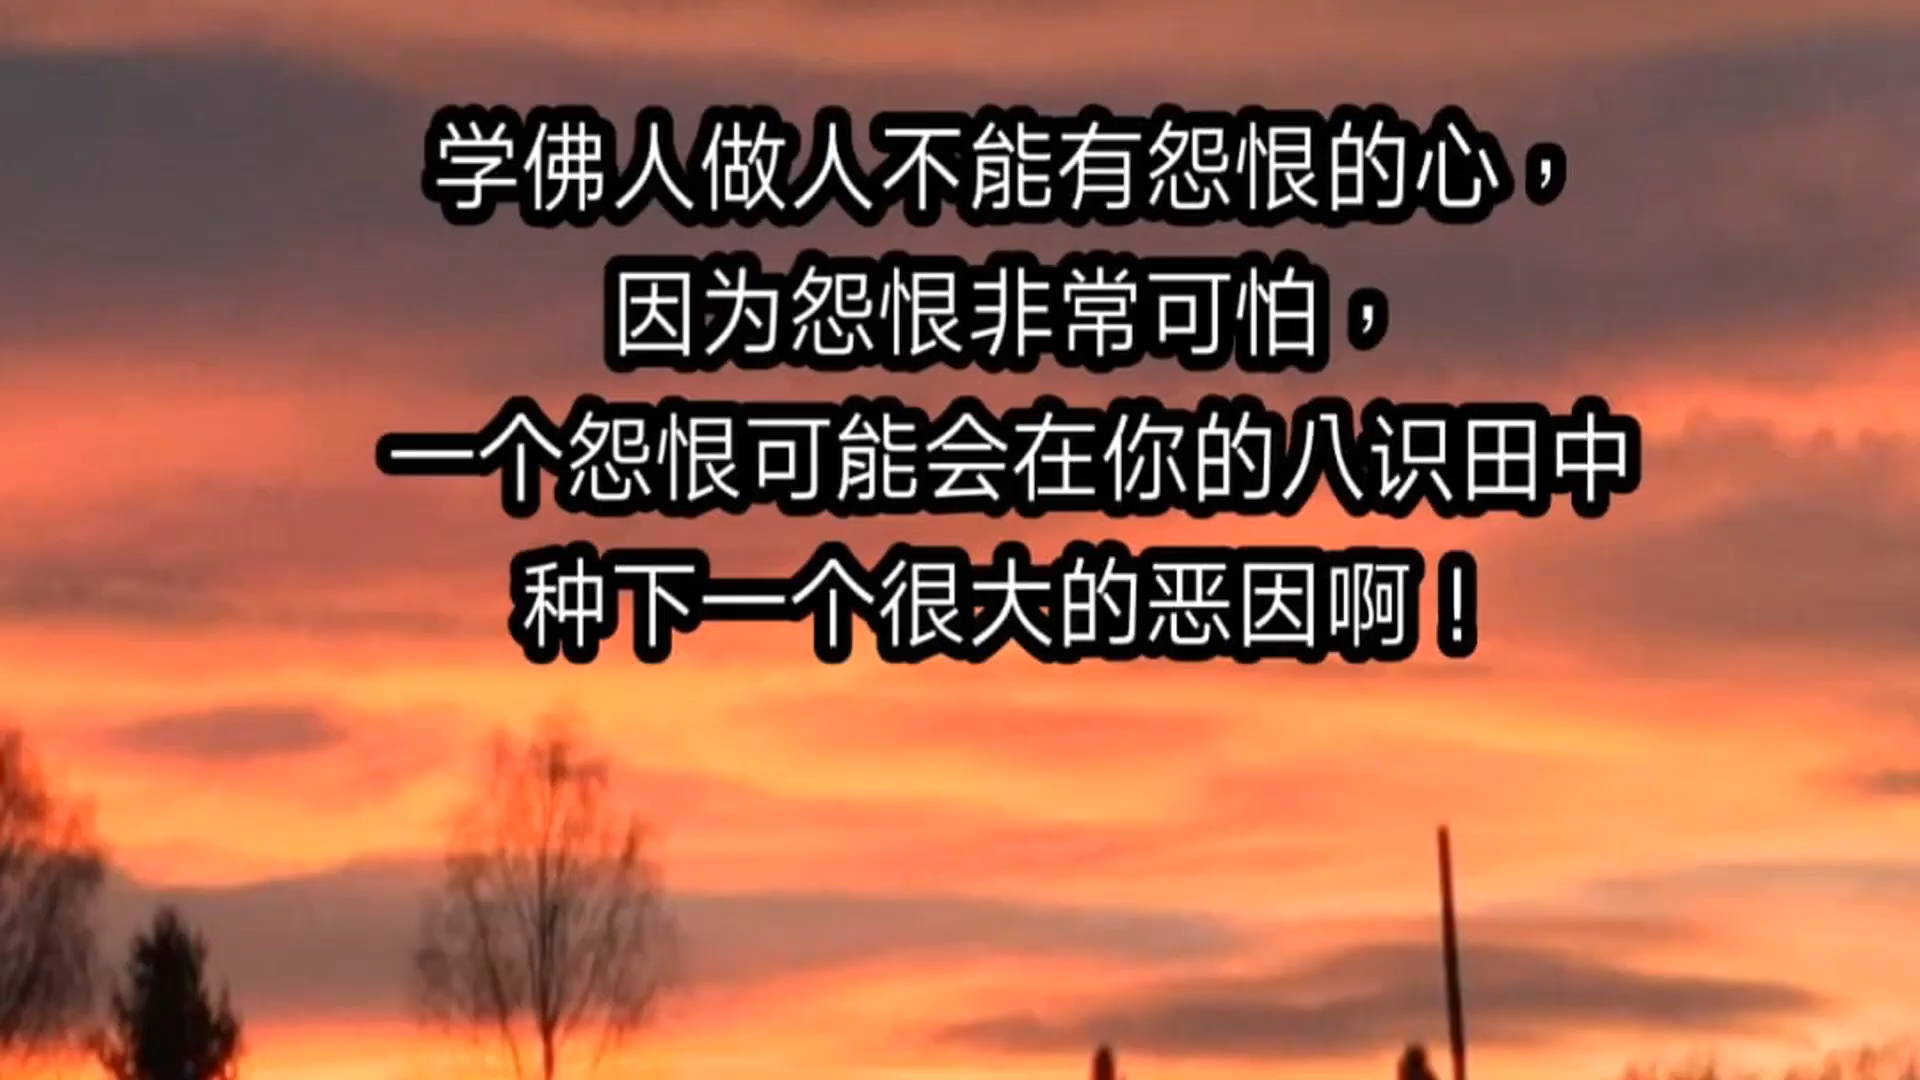 学佛人做人不能有怨恨的心，
因为怨恨非常可怕，
一个怨恨可能会在你的八识田中
种下一个很大的恶因啊！